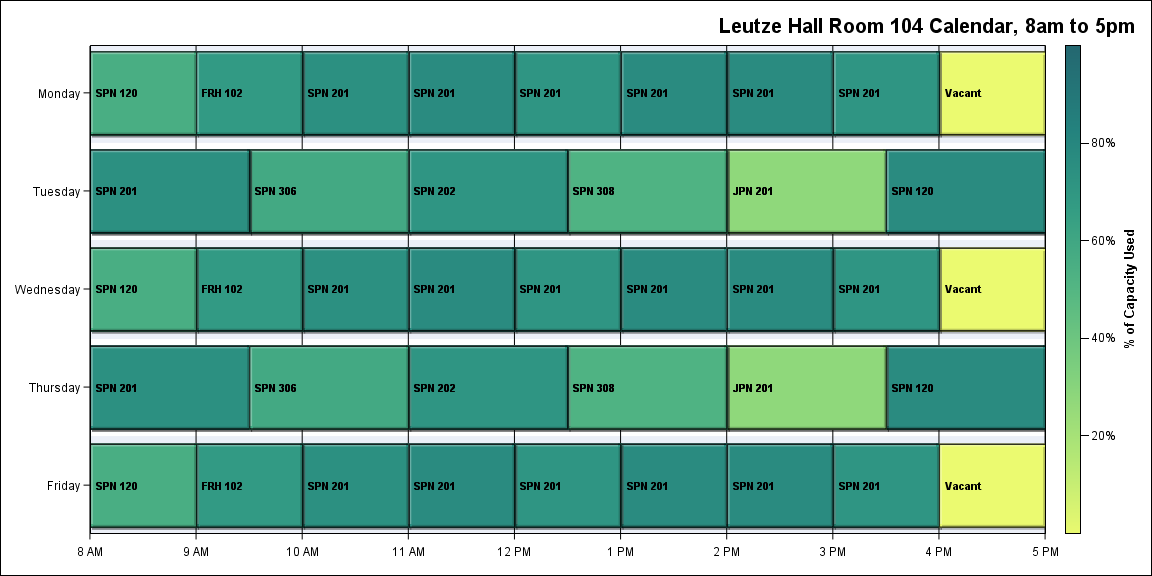 Leutze Hall Room 104 Calendar, 8am to 5pm
Monday
SPN 120
FRH 102
SPN 201
SPN 201
SPN 201
SPN 201
SPN 201
SPN 201
Vacant
Tuesday
SPN 201
SPN 306
SPN 202
SPN 308
JPN 201
SPN 120
Wednesday
SPN 120
FRH 102
SPN 201
SPN 201
SPN 201
SPN 201
SPN 201
SPN 201
Vacant
Thursday
SPN 201
SPN 306
SPN 202
SPN 308
JPN 201
SPN 120
Friday
SPN 120
FRH 102
SPN 201
SPN 201
SPN 201
SPN 201
SPN 201
SPN 201
Vacant
8 AM
9 AM
10 AM
11 AM
12 PM
1 PM
2 PM
3 PM
4 PM
5 PM
80%
60%
40%
20%
% of Capacity Used